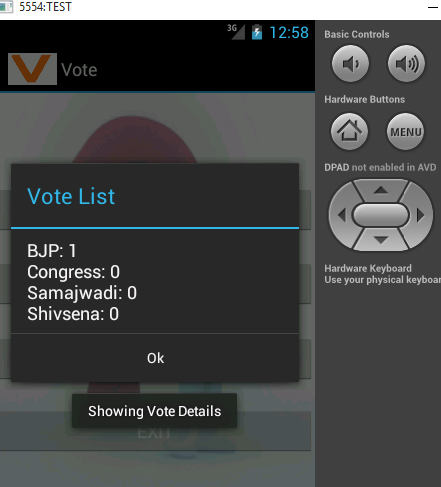 5554:TEST
3G 12:58
Vote
Vote List
BJP: 1
Congress: 0
Samajwadi: 0
Shivsena: 0
Ok
Showing Vote Details
EXIT
Basic Controls
Hardware Buttons
MENU
DPAD not enabled in AVD
Hardware Keyboard
Use your physical keyboar